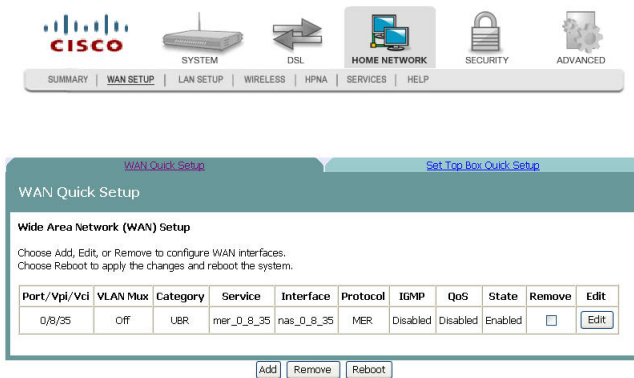 CISCO
SYSTEM DSL HOME NETWORK SECURITY ADVANCED
SUMMARY | WAN SETUP | LAN SETUP | WIRELESS | HPNA | SERVICES | HELP
WAN Quick Setup Set Top Box Quick Setup
WAN Quick Setup
Wide Area Network (WAN) Setup
Choose Add, Edit, or Remove to configure WAN interfaces.
Choose Reboot to apply the changes and reboot the system.
Port/Vpi/Vci VLAN Mux Category Service Interface Protocol IGMP QoS State Remove Edit
0/8/35 Off UBR mer_0_8_35 nas_0_8_35 MER Disabled Disabled Enabled Edit
Add Remove Reboot